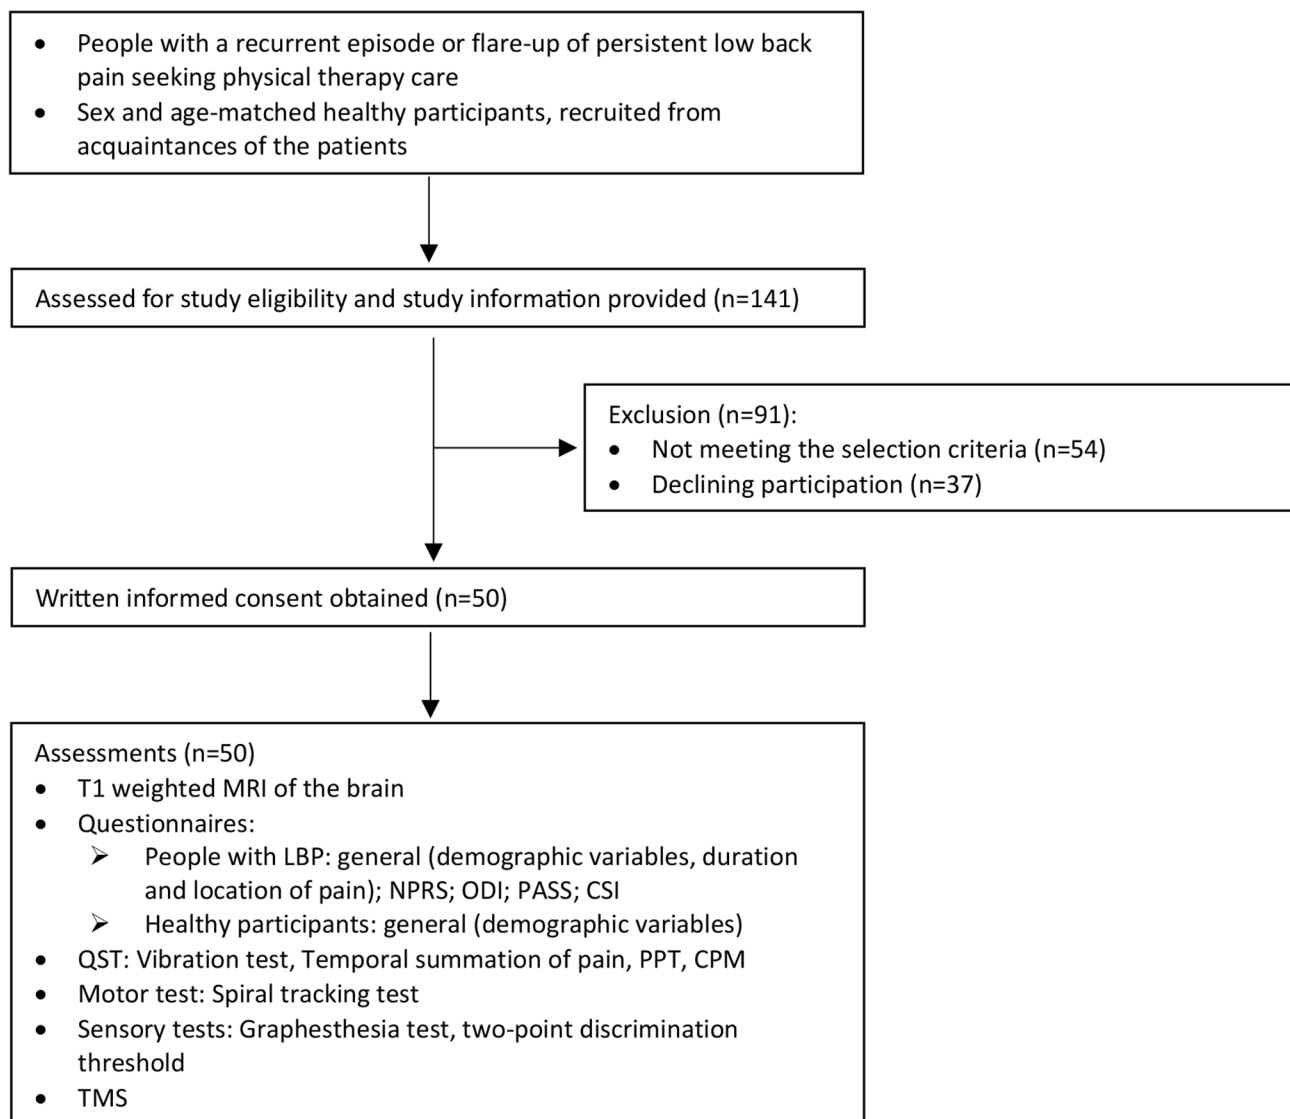 • People with a recurrent episode or flare-up of persistent low back
pain seeking physical therapy care
• Sex and age-matched healthy participants, recruited from
acquaintances of the patients
Assessed for study eligibility and study information provided (n=141)
Exclusion (n=91):
• Not meeting the selection criteria (n=54)
• Declining participation (n=37)
Written informed consent obtained (n=50)
Assessments (n=50)
• T1 weighted MRI of the brain
• Questionnaires:
➢ People with LBP: general (demographic variables, duration
and location of pain); NPRS; ODI; PASS; CSI
➢ Healthy participants: general (demographic variables)
• QST: Vibration test, Temporal summation of pain, PPT, CPM
• Motor test: Spiral tracking test
• Sensory tests: Graphesthesia test, two-point discrimination
threshold
• TMS